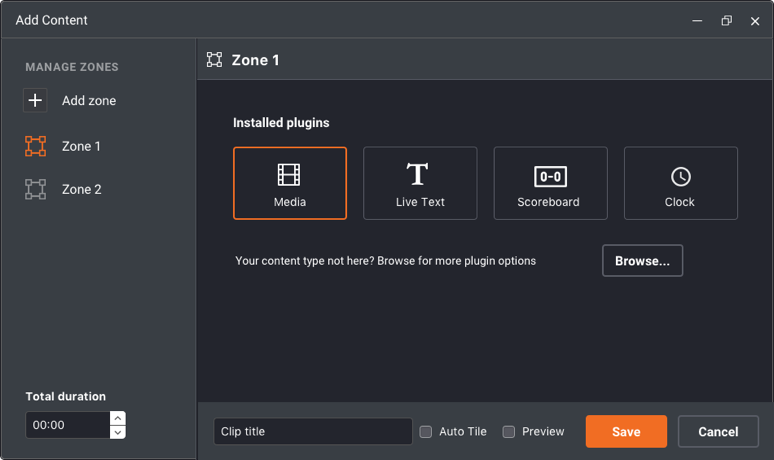 Add Content
MANAGE ZONES
Add zone
Zone 1
Zone 2
Total duration
00:00
Zone 1
Installed plugins
Media
T
Live Text
0-0
Scoreboard
Clock
Your content type not here? Browse for more plugin options
Browse...
Clip title
Auto Tile
Preview
Save
Cancel